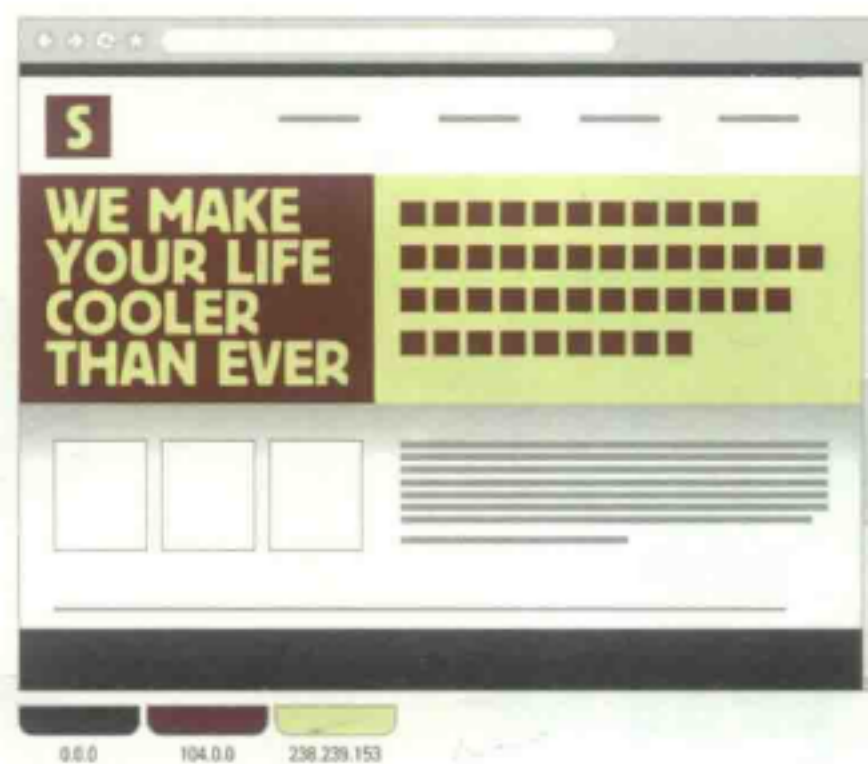 S
WE MAKE
YOUR LIFE
COOLER
THAN EVER
0.0.0
104.0.0
238.239.153